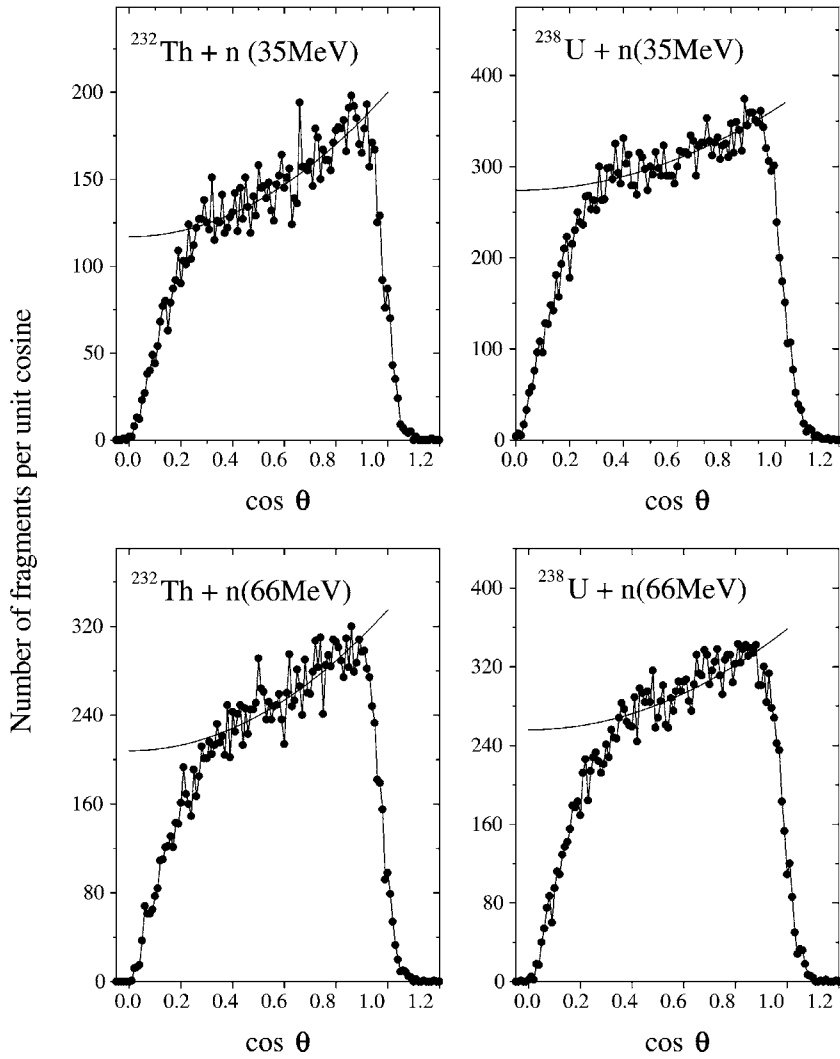 Number of fragments per unit cosine
²³²Th + n (35MeV)
200
150
100
50
0
0.0 0.2 0.4 0.6 0.8 1.0 1.2
cos θ
²³⁸U + n(35MeV)
400
300
200
100
0
0.0 0.2 0.4 0.6 0.8 1.0 1.2
cos θ
²³²Th + n(66MeV)
320
240
160
80
0
0.0 0.2 0.4 0.6 0.8 1.0 1.2
cos θ
²³⁸U + n(66MeV)
400
320
240
160
80
0
0.0 0.2 0.4 0.6 0.8 1.0 1.2
cos θ